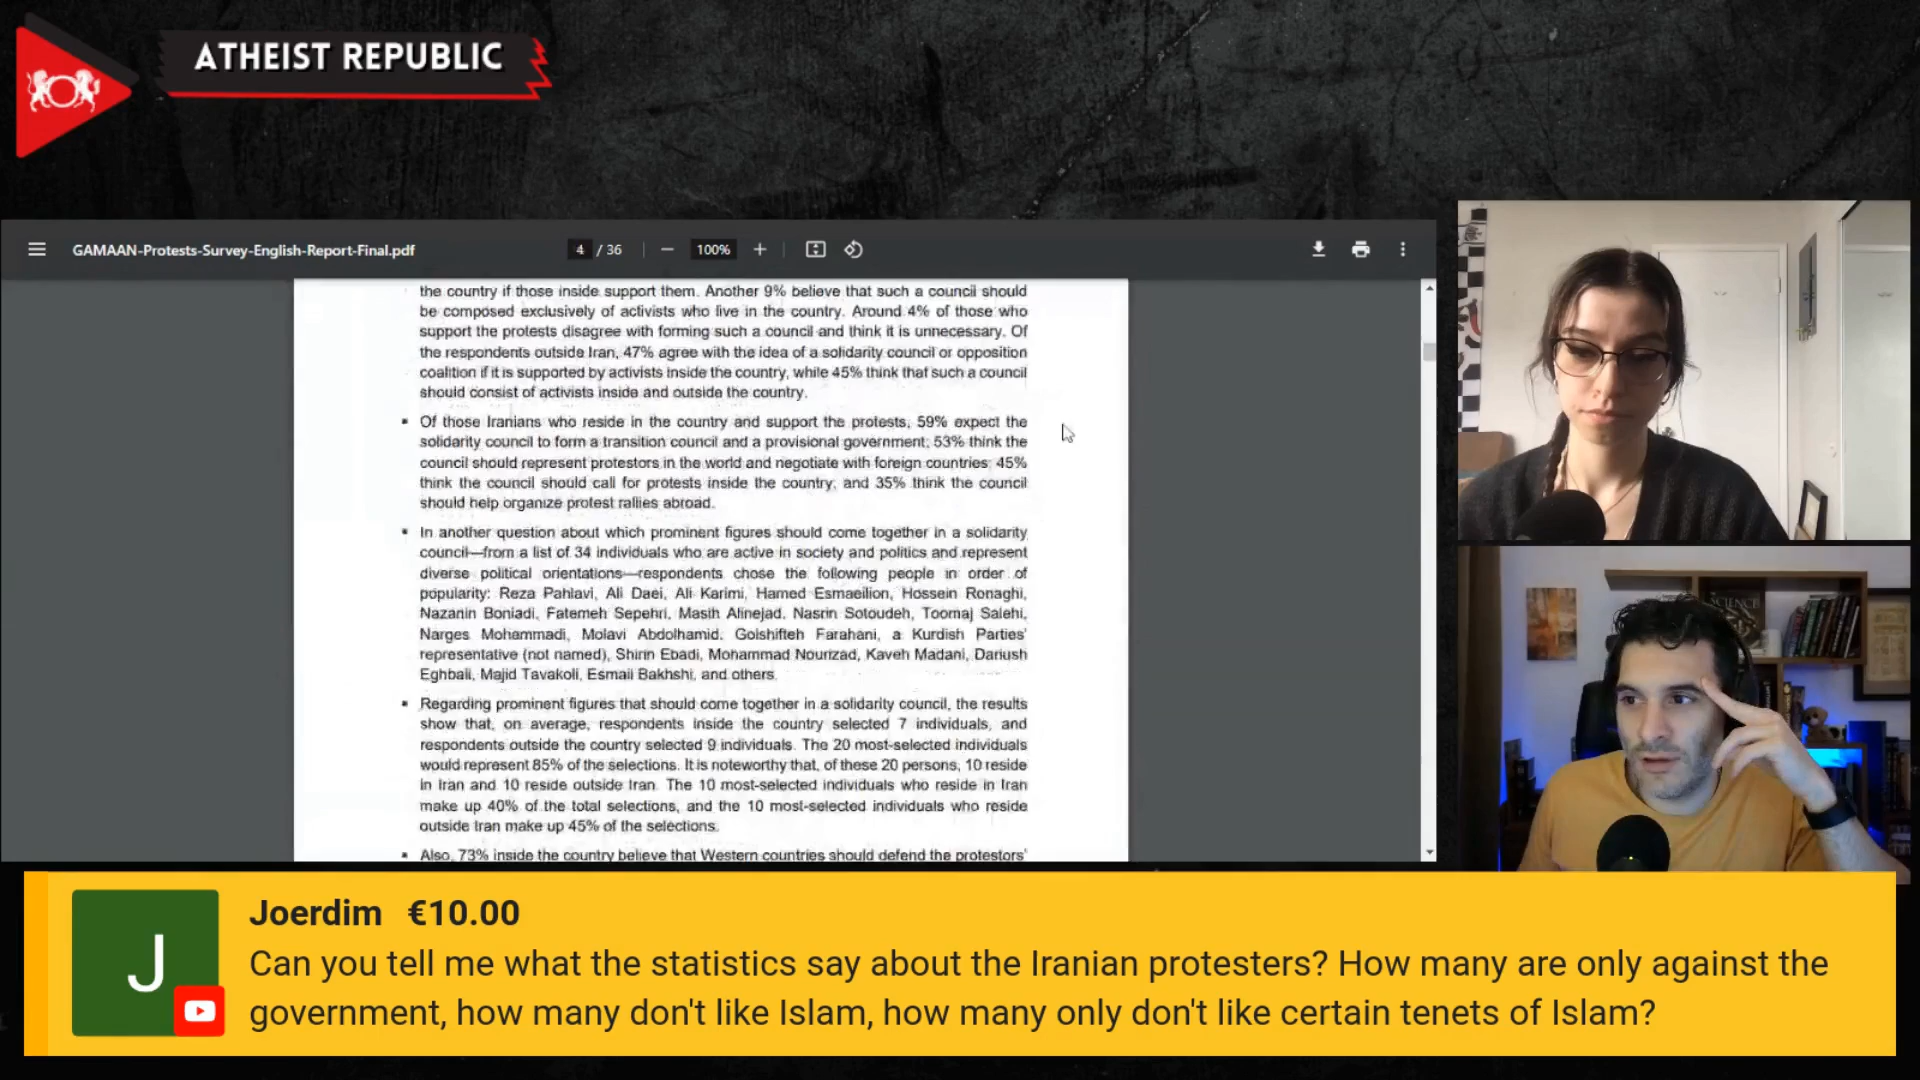 ATHEIST REPUBLIC
GAMAAN-Protests-Survey-English-Report-Final.pdf
4 / 36
100%
the country if those inside support them. Another 9% believe that such a council should
be composed exclusively of activists who live in the country. Around 4% of those who
support the protests disagree with forming such a council and think it is unnecessary. Of
the respondents outside Iran, 47% agree with the idea of a solidarity council or opposition
coalition if it is supported by activists inside the country, while 45% think that such a council
should consist of activists inside and outside the country.
▪ Of those Iranians who reside in the country and support the protests, 59% expect the
solidarity council to form a transition council and a provisional government; 53% think the
council should represent protestors in the world and negotiate with foreign countries; 45%
think the council should call for protests inside the country; and 35% think the council
should help organize protest rallies abroad.
▪ In another question about which prominent figures should come together in a solidarity
council—from a list of 34 individuals who are active in society and politics and represent
diverse political orientations—respondents chose the following people in order of
popularity: Reza Pahlavi, Ali Daei, Ali Karimi, Hamed Esmaeilion, Hossein Ronaghi,
Nazanin Boniadi, Fatemeh Sepehri, Masih Alinejad, Nasrin Sotoudeh, Toomaj Salehi,
Narges Mohammadi, Molavi Abdolhamid, Golshifteh Farahani, a Kurdish Parties'
representative (not named), Shirin Ebadi, Mohammad Nourizad, Kaveh Madani, Dariush
Eghbali, Majid Tavakoli, Esmail Bakhshi, and others.
▪ Regarding prominent figures that should come together in a solidarity council, the results
show that, on average, respondents inside the country selected 7 individuals, and
respondents outside the country selected 9 individuals. The 20 most-selected individuals
would represent 85% of the selections. It is noteworthy that, of these 20 persons, 10 reside
in Iran and 10 reside outside Iran. The 10 most-selected individuals who reside in Iran
make up 40% of the total selections, and the 10 most-selected individuals who reside
outside Iran make up 45% of the selections.
▪ Also, 73% inside the country believe that Western countries should defend the protestors'
SCIENCE
J
Joerdim €10.00
Can you tell me what the statistics say about the Iranian protesters? How many are only against the
government, how many don't like Islam, how many only don't like certain tenets of Islam?